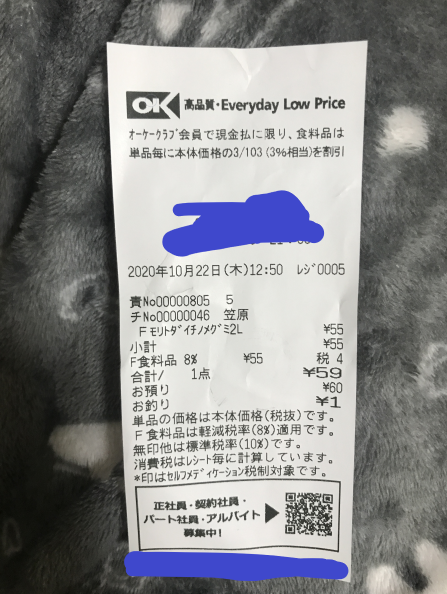 OK 高品質・Everyday Low Price
オーケークラブ会員で現金払に限り、食料品は
単品毎に本体価格の3/103 (3%相当)を割引
2020年10月22日(木)12:50 レジ0005
責No00000805 5
チNo00000046 笠原
Fモリトダイチノメグミ2L ¥55
小計 ¥55
F食料品 8% ¥55 税 4
合計/ 1点 ¥59
お預り ¥60
お釣り ¥1
単品の価格は本体価格(税抜)です。
F 食料品は軽減税率(8%)適用です。
無印他は標準税率(10%)です。
消費税はレシート毎に計算しています。
*印はセルフメディケーション税制対象です。
正社員・契約社員・
パート社員・アルバイト
募集中!